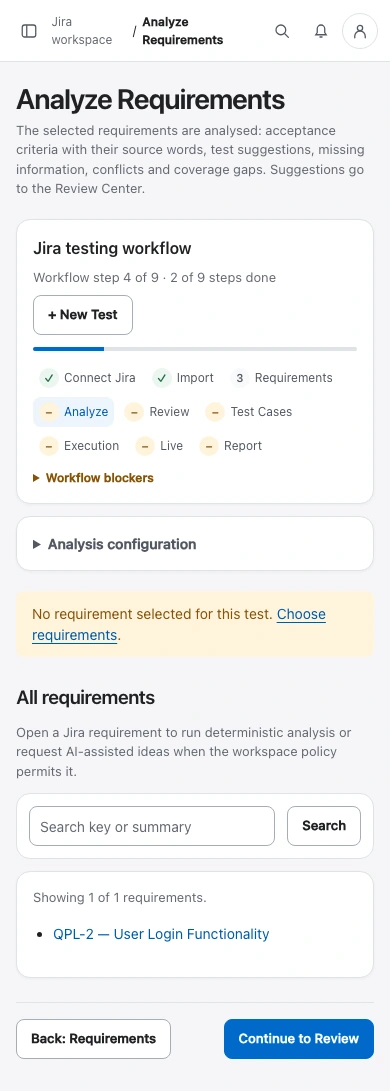 Jira workspace / Analyze Requirements
Analyze Requirements
The selected requirements are analysed: acceptance
criteria with their source words, test suggestions, missing
information, conflicts and coverage gaps. Suggestions go
to the Review Center.
Jira testing workflow
Workflow step 4 of 9 · 2 of 9 steps done
+ New Test
✓ Connect Jira ✓ Import 3 Requirements
– Analyze – Review – Test Cases
– Execution – Live – Report
▶ Workflow blockers
▶ Analysis configuration
No requirement selected for this test. Choose
requirements.
All requirements
Open a Jira requirement to run deterministic analysis or
request AI-assisted ideas when the workspace policy
permits it.
Search key or summary Search
Showing 1 of 1 requirements.
• QPL-2 — User Login Functionality
Back: Requirements Continue to Review